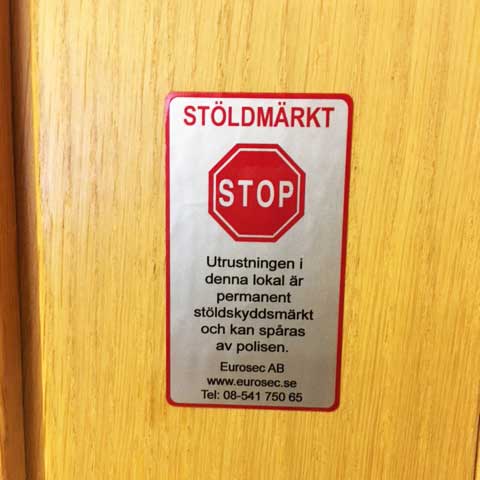 STÖLDMÄRKT
STOP
Utrustningen i
denna lokal är
permanent
stöldskyddsmärkt
och kan spåras
av polisen.
Eurosec AB
www.eurosec.se
Tel: 08-541 750 65